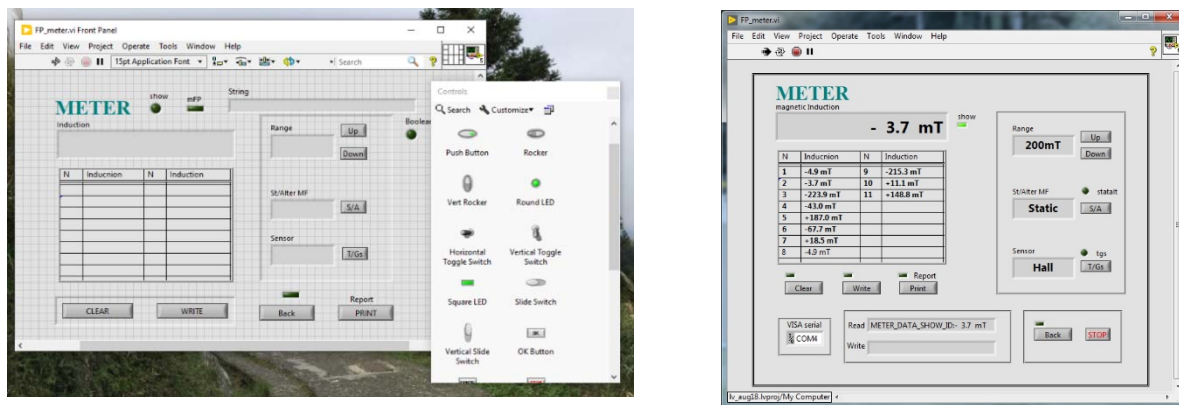 FP_meter.vi Front Panel
File Edit View Project Operate Tools Window Help
15pt Application Font
Search
METER
show
mFP
String
Induction
Boolean
Range
Up
Down
N Inducnion N Induction
St/Alter MF
S/A
Sensor
T/Gs
CLEAR
WRITE
Back
Report
PRINT
Controls
Search Customize
Push Button Rocker
Vert Rocker Round LED
Horizontal Toggle Switch
Vertical Toggle Switch
Square LED Slide Switch
Vertical Slide Switch
OK Button
OK
FP_meter.vi
File Edit View Project Operate Tools Window Help
METER
magnetic Induction
- 3.7 mT
show
N Inducnion N Induction
1 -4.9 mT 9 -215.3 mT
2 -3.7 mT 10 +11.1 mT
3 -223.9 mT 11 +148.8 mT
4 -43.0 mT
5 +187.0 mT
6 -67.7 mT
7 +18.5 mT
8 -4.9 mT
Range
200mT
Up
Down
St/Alter MF
statalt
Static
S/A
Sensor
tgs
Hall
T/Gs
Report
Clear
Write
Print
VISA serial
COM4
Read METER_DATA_SHOW_ID:- 3.7 mT
Write
Back
STOP
lv_aug18.lvproj/My Computer